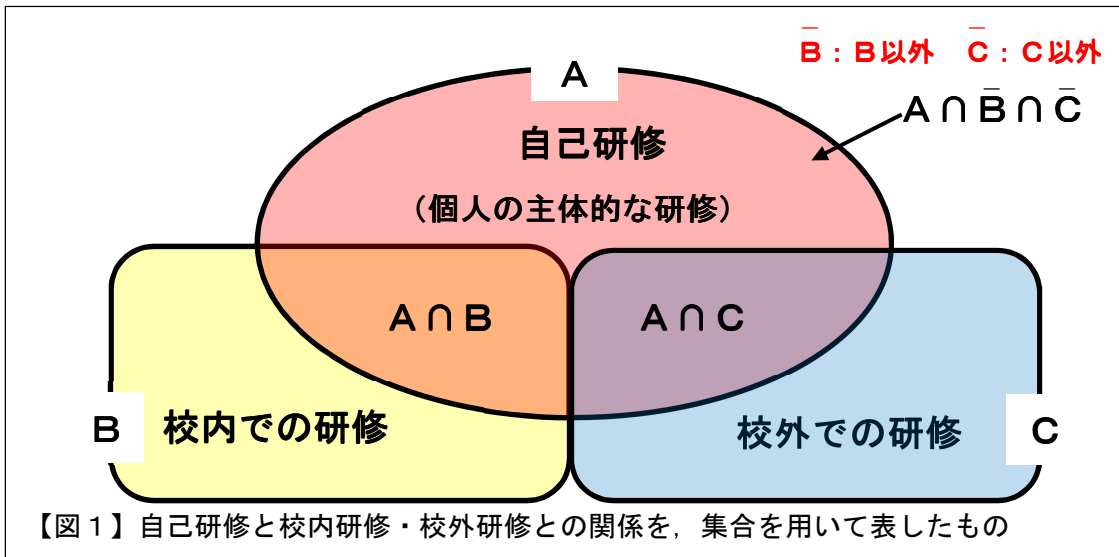 B̄：B以外　C̄：C以外
A
A∩B̄∩C̄
自己研修
（個人の主体的な研修）
A∩B
A∩C
B
校内での研修
校外での研修
C
【図１】自己研修と校内研修・校外研修との関係を，集合を用いて表したもの